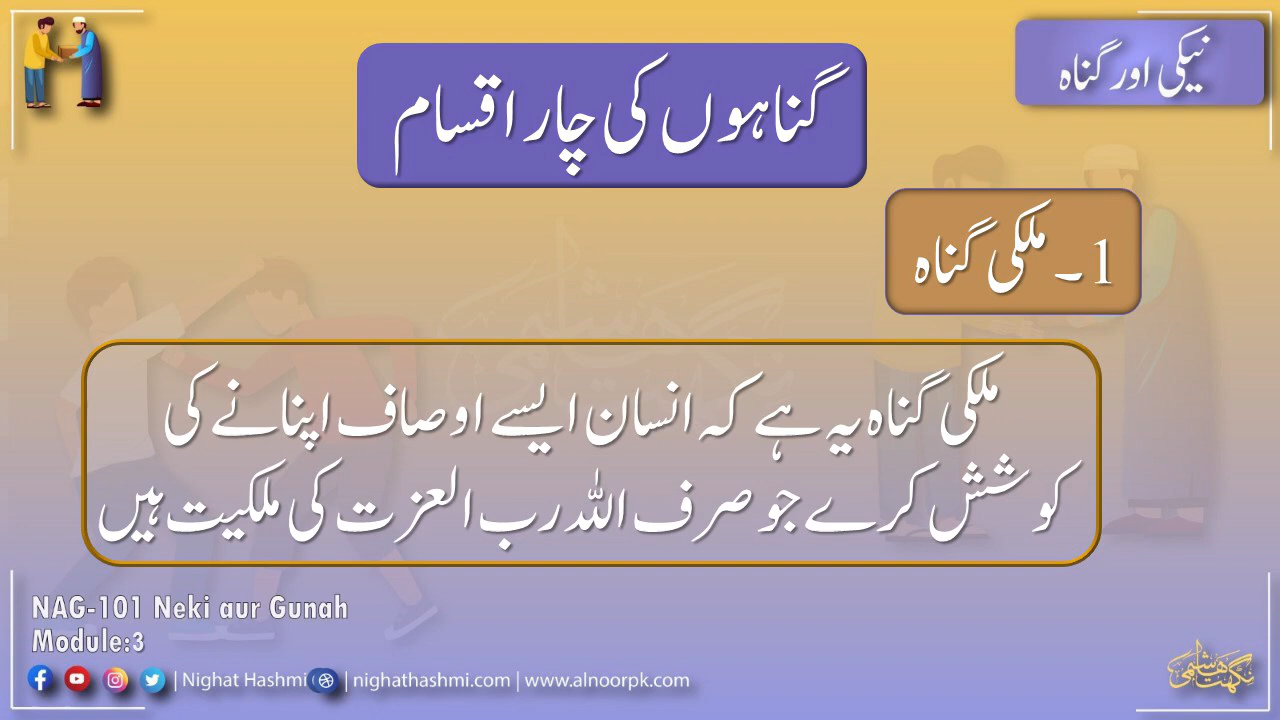 نیکی اور گناہ
گناہوں کی چار اقسام
1۔ ملکی گناہ
ملکی گناہ یہ ہے کہ انسان ایسے اوصاف اپنانے کی
کوشش کرے جو صرف اللہ رب العزت کی ملکیت ہیں
NAG-101 Neki aur Gunah
Module:3
| Nighat Hashmi | nighathashmi.com | www.alnoorpk.com
نگہت ہاشمی